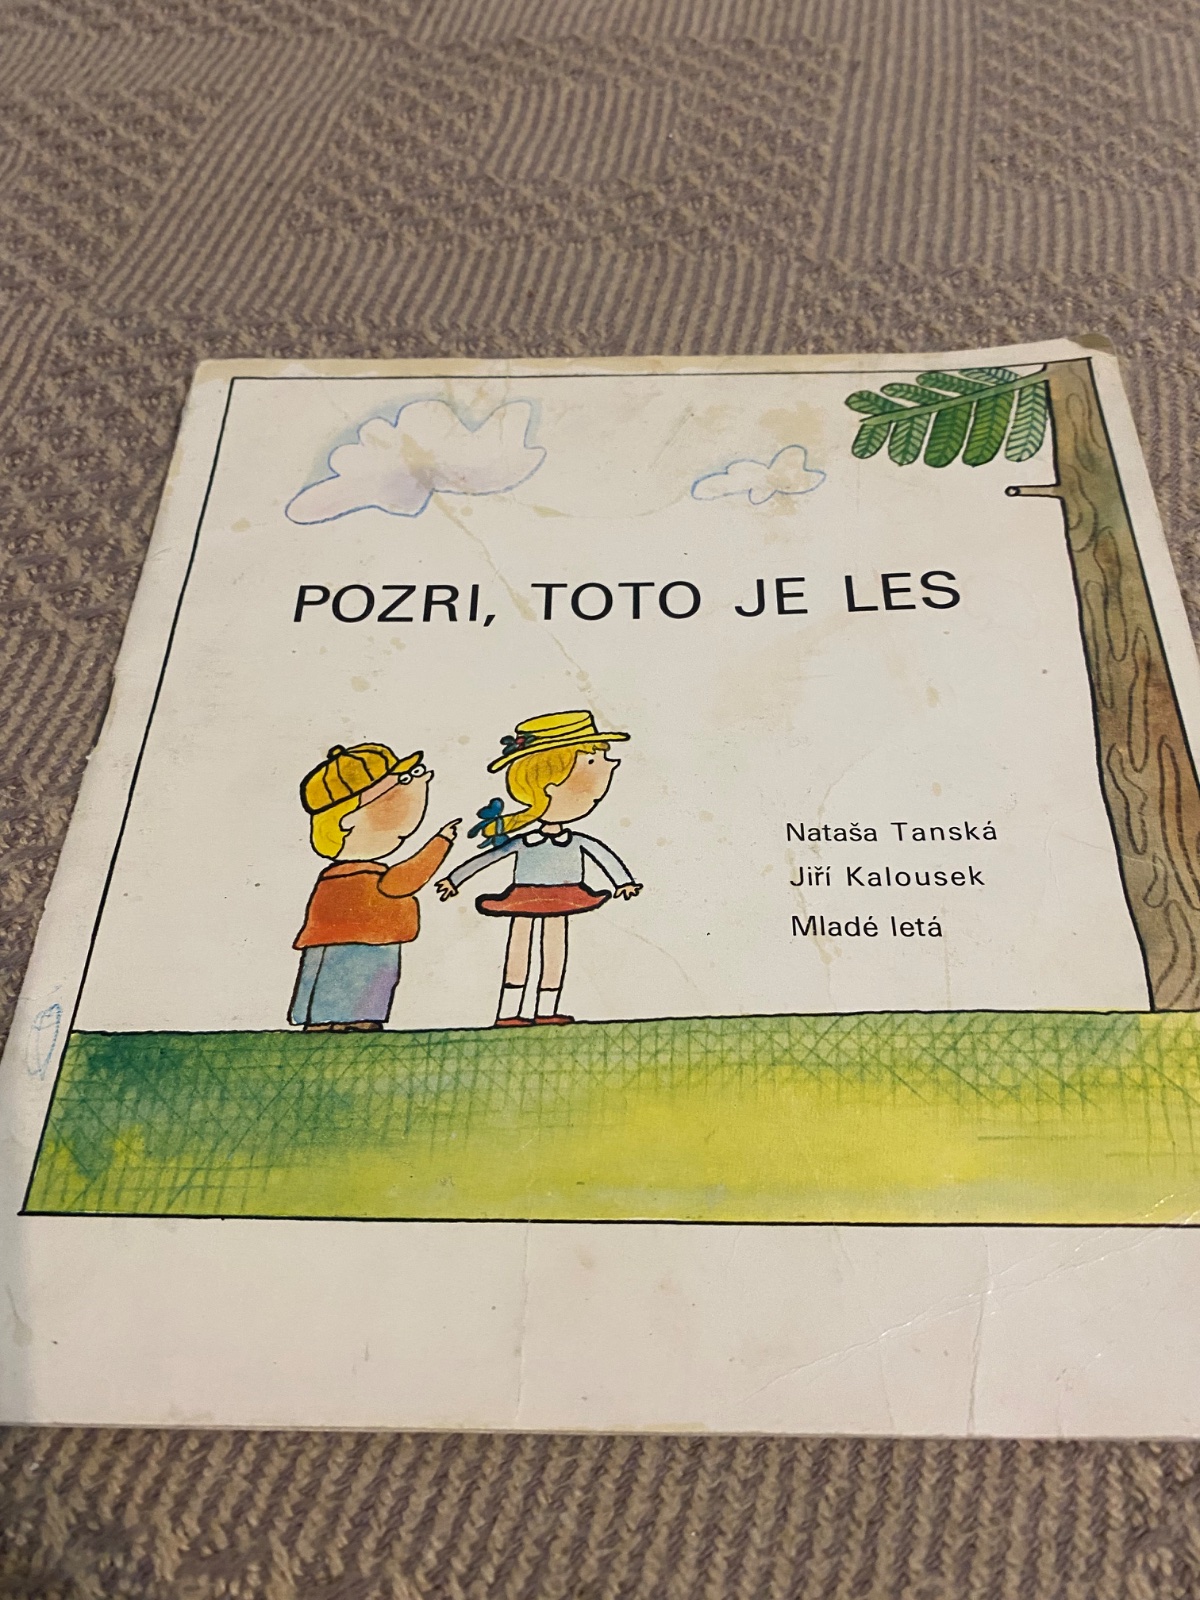 POZRI, TOTO JE LES
Nataša Tanská
Jiří Kalousek
Mladé letá